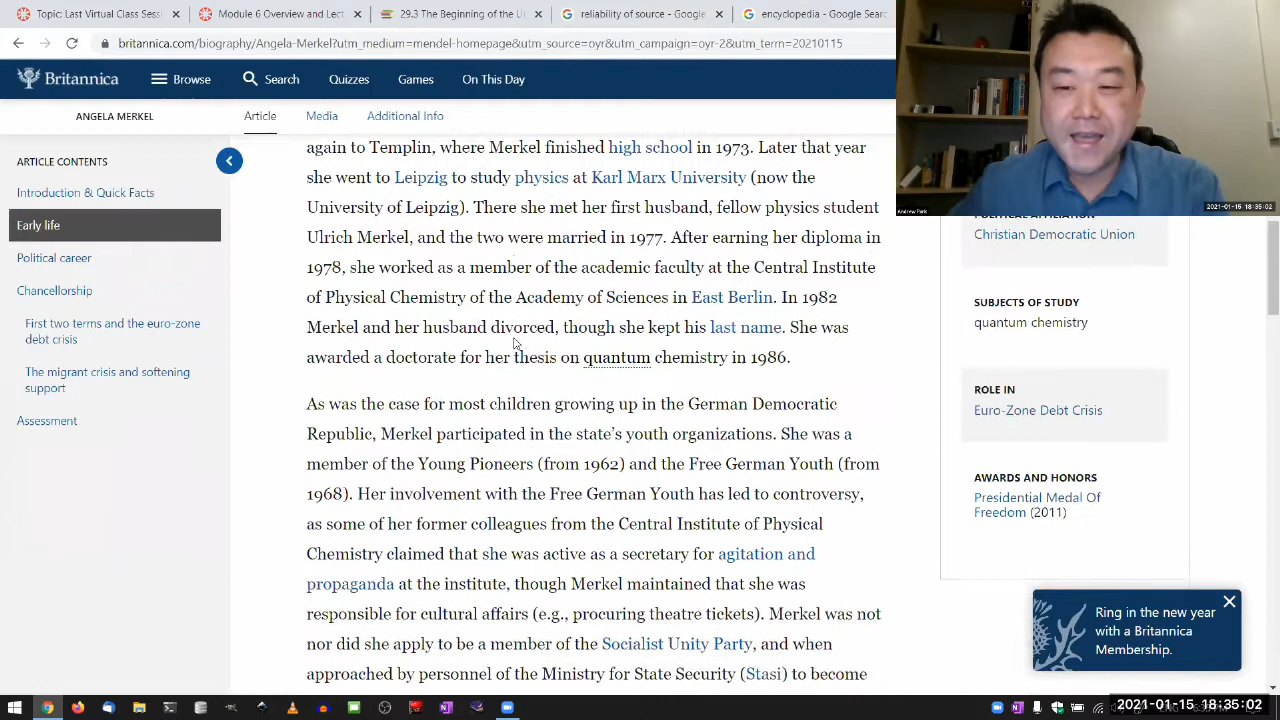 Topic: Last Virtual Class Sessi
Module 6 Overview and Lect
29.3 The Beginning of the Un
reliability of source - Google
encyclopedia - Google Searc
britannica.com/biography/Angela-Merkel?utm_medium=mendel-homepage&utm_source=oyr&utm_campaign=oyr-2&utm_term=20210115
Britannica
Browse
Search
Quizzes
Games
On This Day
ANGELA MERKEL
Article
Media
Additional Info
ARTICLE CONTENTS
Introduction & Quick Facts
Early life
Political career
Chancellorship
First two terms and the euro-zone
debt crisis
The migrant crisis and softening
support
Assessment
again to Templin, where Merkel finished high school in 1973. Later that year
she went to Leipzig to study physics at Karl Marx University (now the
University of Leipzig). There she met her first husband, fellow physics student
Ulrich Merkel, and the two were married in 1977. After earning her diploma in
1978, she worked as a member of the academic faculty at the Central Institute
of Physical Chemistry of the Academy of Sciences in East Berlin. In 1982
Merkel and her husband divorced, though she kept his last name. She was
awarded a doctorate for her thesis on quantum chemistry in 1986.
As was the case for most children growing up in the German Democratic
Republic, Merkel participated in the state's youth organizations. She was a
member of the Young Pioneers (from 1962) and the Free German Youth (from
1968). Her involvement with the Free German Youth has led to controversy,
as some of her former colleagues from the Central Institute of Physical
Chemistry claimed that she was active as a secretary for agitation and
propaganda at the institute, though Merkel maintained that she was
responsible for cultural affairs (e.g., procuring theatre tickets). Merkel was not
nor did she apply to be a member of the Socialist Unity Party, and when
approached by personnel of the Ministry for State Security (Stasi) to become
Andrew Park
2021-01-15 18:35:02
POLITICAL AFFILIATION
Christian Democratic Union
SUBJECTS OF STUDY
quantum chemistry
ROLE IN
Euro-Zone Debt Crisis
AWARDS AND HONORS
Presidential Medal Of
Freedom (2011)
Ring in the new year
with a Britannica
Membership.
2021-01-15 18:35:02